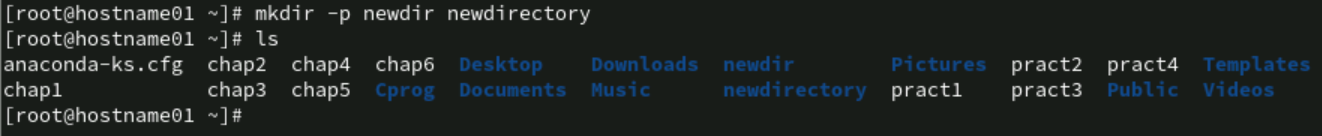 [root@hostname01 ~]# mkdir -p newdir newdirectory
[root@hostname01 ~]# ls
anaconda-ks.cfg  chap2  chap4  chap6  Desktop    Downloads  newdir        Pictures  pract2  pract4  Templates
chap1            chap3  chap5  Cprog  Documents  Music      newdirectory  pract1    pract3  Public  Videos
[root@hostname01 ~]#